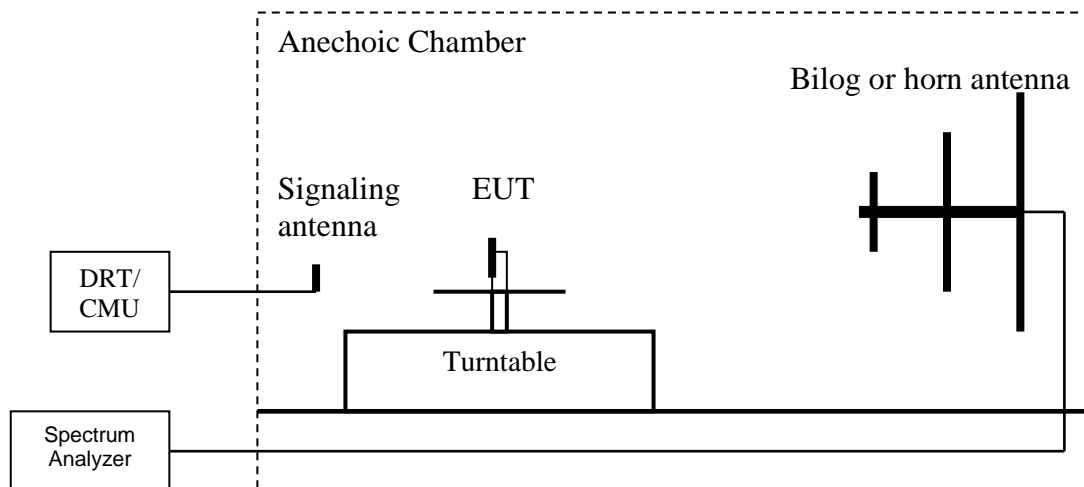 Anechoic Chamber
Bilog or horn antenna
Signaling
antenna
EUT
DRT/
CMU
Turntable
Spectrum
Analyzer